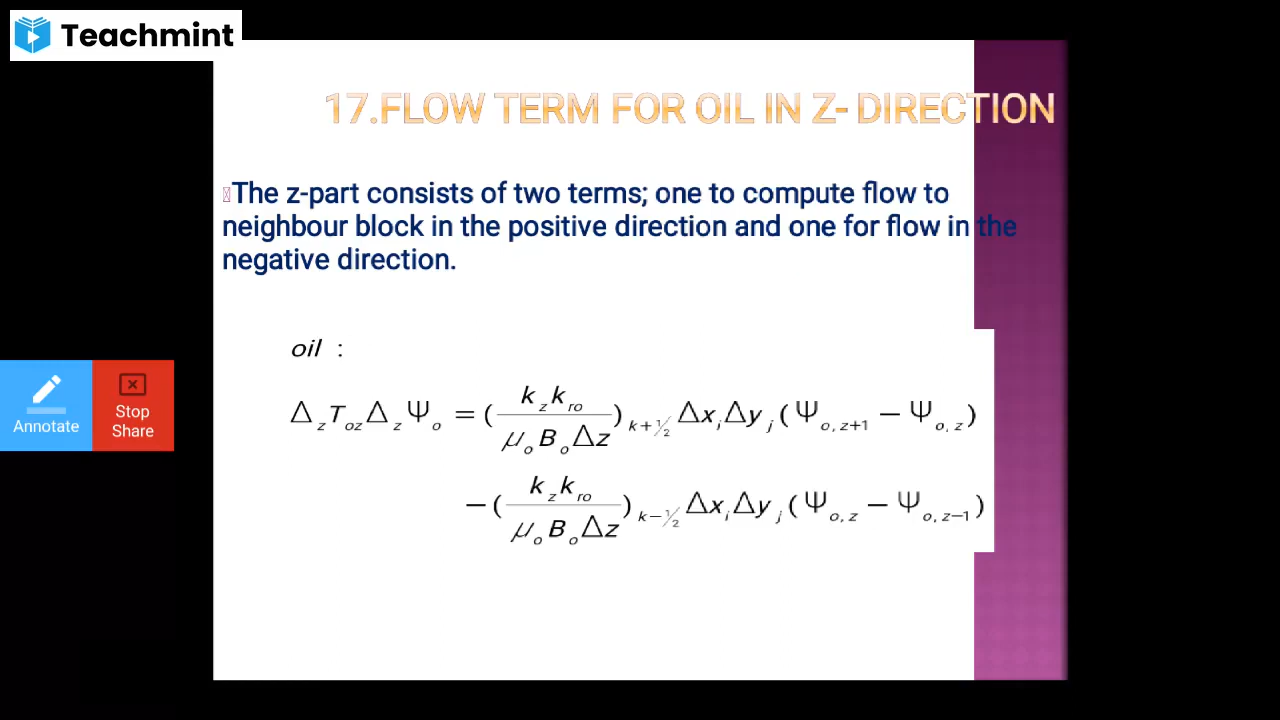 Teachmint
17.FLOW TERM FOR OIL IN Z- DIRECTION
The z-part consists of two terms; one to compute flow to
neighbour block in the positive direction and one for flow in the
negative direction.
oil :
Δ_z T_oz Δ_z Ψ_o = (k_z k_ro / μ_o B_o Δz)_k+½ Δx_i Δy_j (Ψ_o,z+1 − Ψ_o,z)
− (k_z k_ro / μ_o B_o Δz)_k−½ Δx_i Δy_j (Ψ_o,z − Ψ_o,z−1)
Annotate
Stop
Share